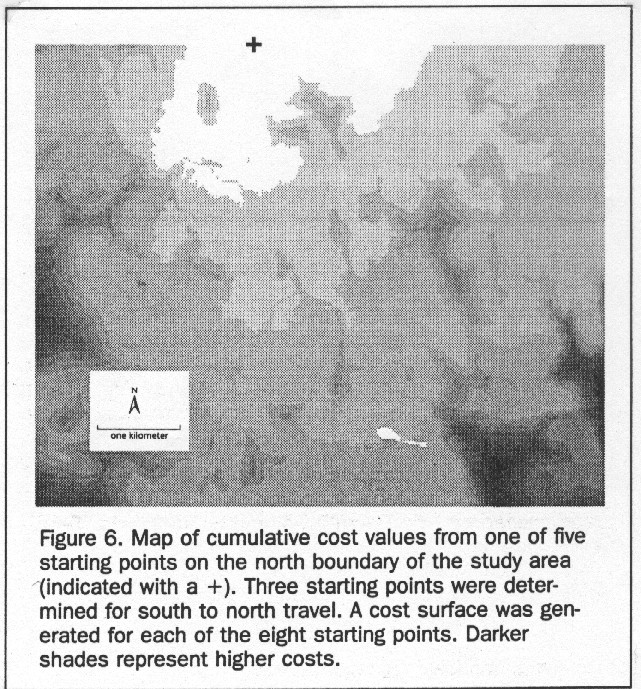 +
N
one kilometer
Figure 6. Map of cumulative cost values from one of five
starting points on the north boundary of the study area
(indicated with a +). Three starting points were deter-
mined for south to north travel. A cost surface was gen-
erated for each of the eight starting points. Darker
shades represent higher costs.